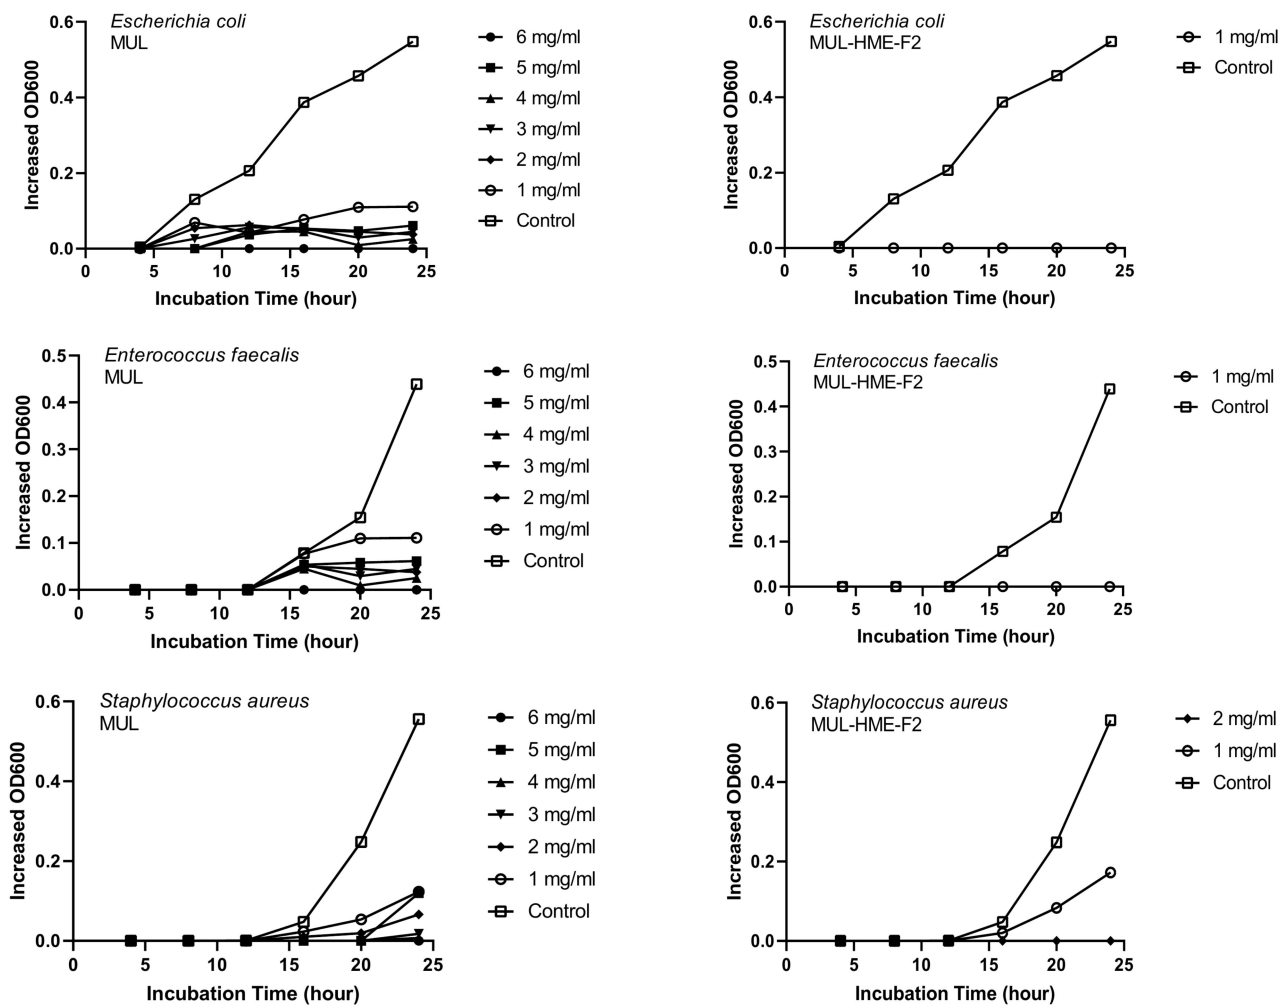 Escherichia coli
MUL
Increased OD600
0.6
0.4
0.2
0.0
0 5 10 15 20 25
Incubation Time (hour)
6 mg/ml
5 mg/ml
4 mg/ml
3 mg/ml
2 mg/ml
1 mg/ml
Control
Escherichia coli
MUL-HME-F2
Increased OD600
0.6
0.4
0.2
0.0
0 5 10 15 20 25
Incubation Time (hour)
1 mg/ml
Control
Enterococcus faecalis
MUL
Increased OD600
0.5
0.4
0.3
0.2
0.1
0.0
0 5 10 15 20 25
Incubation Time (hour)
6 mg/ml
5 mg/ml
4 mg/ml
3 mg/ml
2 mg/ml
1 mg/ml
Control
Enterococcus faecalis
MUL-HME-F2
Increased OD600
0.5
0.4
0.3
0.2
0.1
0.0
0 5 10 15 20 25
Incubation Time (hour)
1 mg/ml
Control
Staphylococcus aureus
MUL
Increased OD600
0.6
0.4
0.2
0.0
0 5 10 15 20 25
Incubation Time (hour)
6 mg/ml
5 mg/ml
4 mg/ml
3 mg/ml
2 mg/ml
1 mg/ml
Control
Staphylococcus aureus
MUL-HME-F2
Increased OD600
0.6
0.4
0.2
0.0
0 5 10 15 20 25
Incubation Time (hour)
2 mg/ml
1 mg/ml
Control